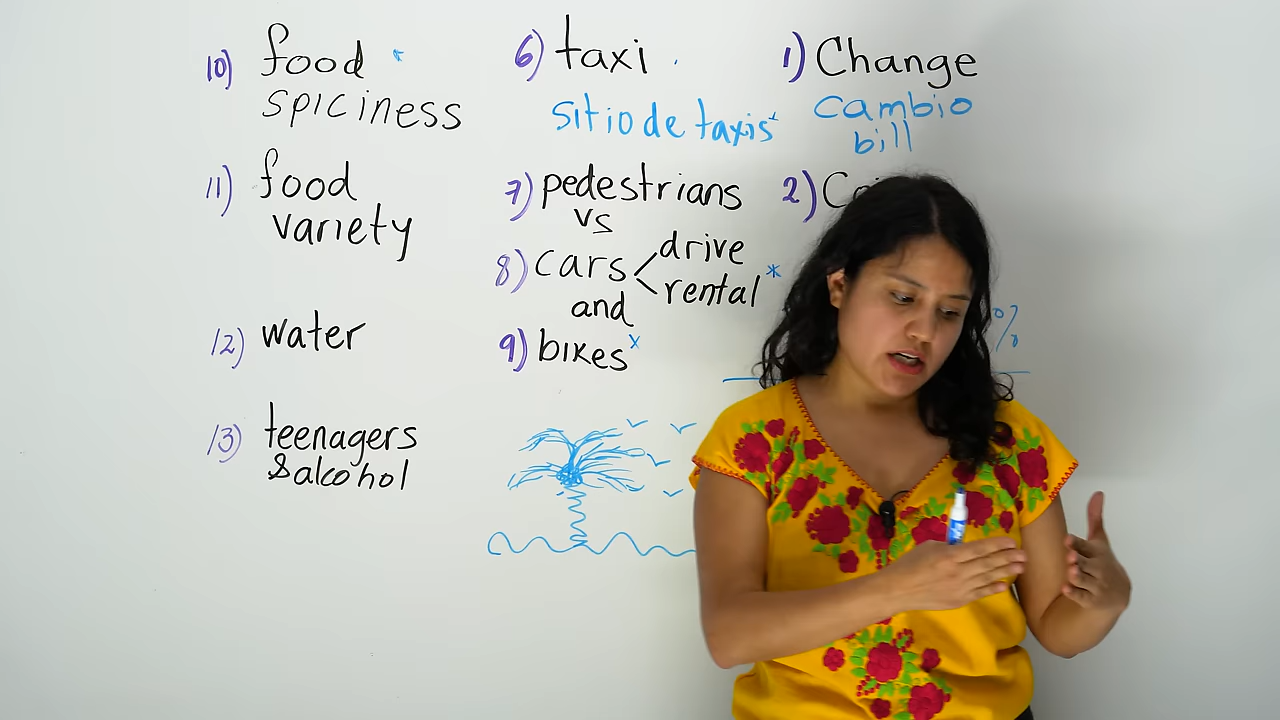 10) food
spiciness
11) food
variety
12) water
13) teenagers
& alcohol
6) taxi
sitio de taxis
7) pedestrians
vs
8) cars < drive
rental *
and
9) bikes x
1) Change
cambio
bill
2)
%